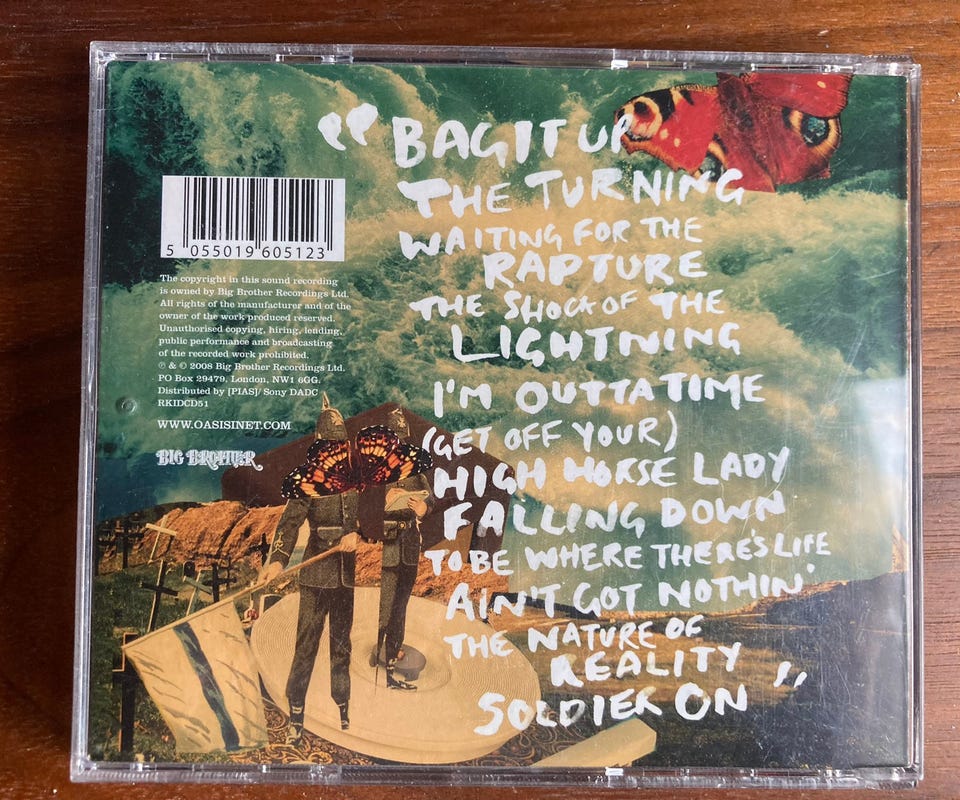 “BAG IT UP
THE TURNING
WAITING FOR THE
RAPTURE
THE SHOCK OF THE
LIGHTNING
I'M OUTTA TIME
(GET OFF YOUR)
HIGH HORSE LADY
FALLING DOWN
TO BE WHERE THERE'S LIFE
AIN'T GOT NOTHIN'
THE NATURE OF
REALITY
SOLDIER ON”
5 055019 605123
The copyright in this sound recording
is owned by Big Brother Recordings Ltd.
All rights of the manufacturer and of the
owner of the work produced reserved.
Unauthorised copying, hiring, lending,
public performance and broadcasting
of the recorded work prohibited.
℗ & © 2008 Big Brother Recordings Ltd.
PO Box 29479, London, NW1 6GG.
Distributed by [PIAS]/ Sony DADC
RKIDCD51
WWW.OASISINET.COM
BIG BROTHER